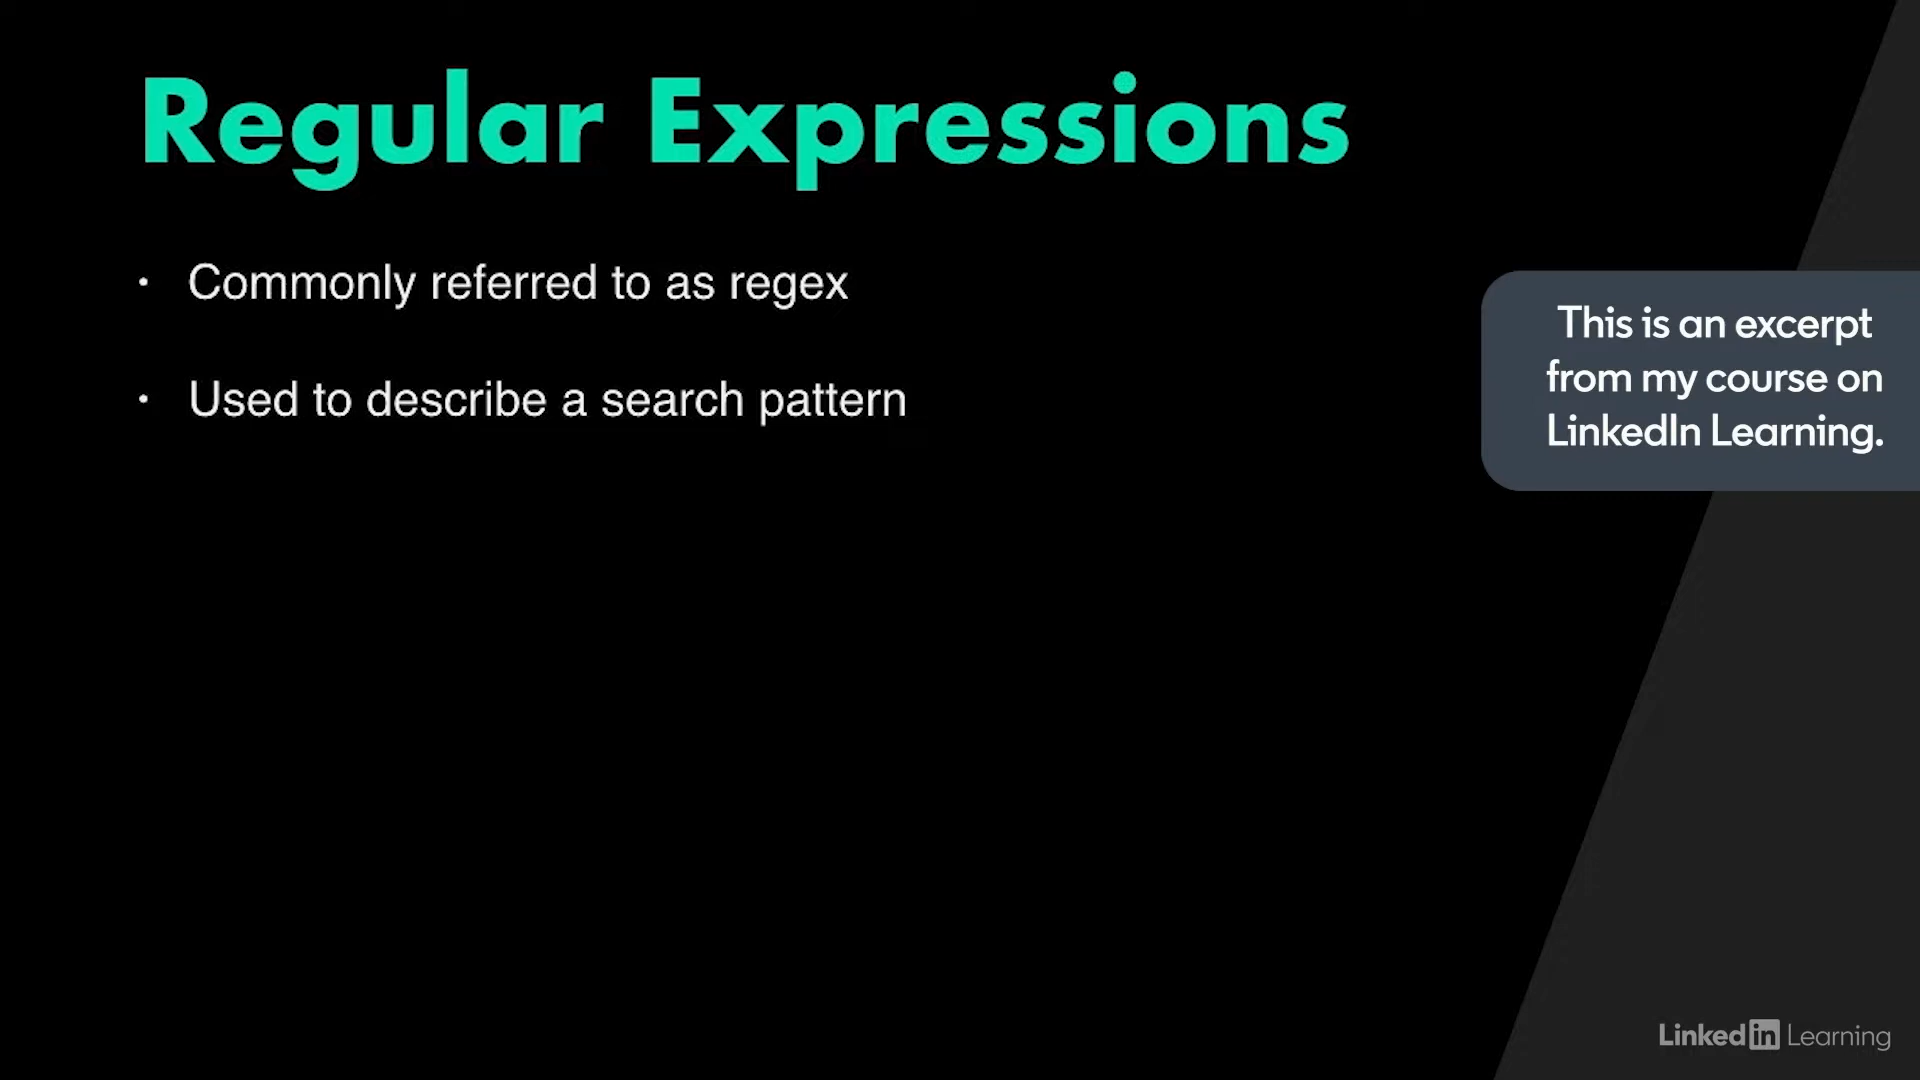 Regular Expressions
• Commonly referred to as regex
• Used to describe a search pattern
This is an excerpt
from my course on
LinkedIn Learning.
Linked in Learning